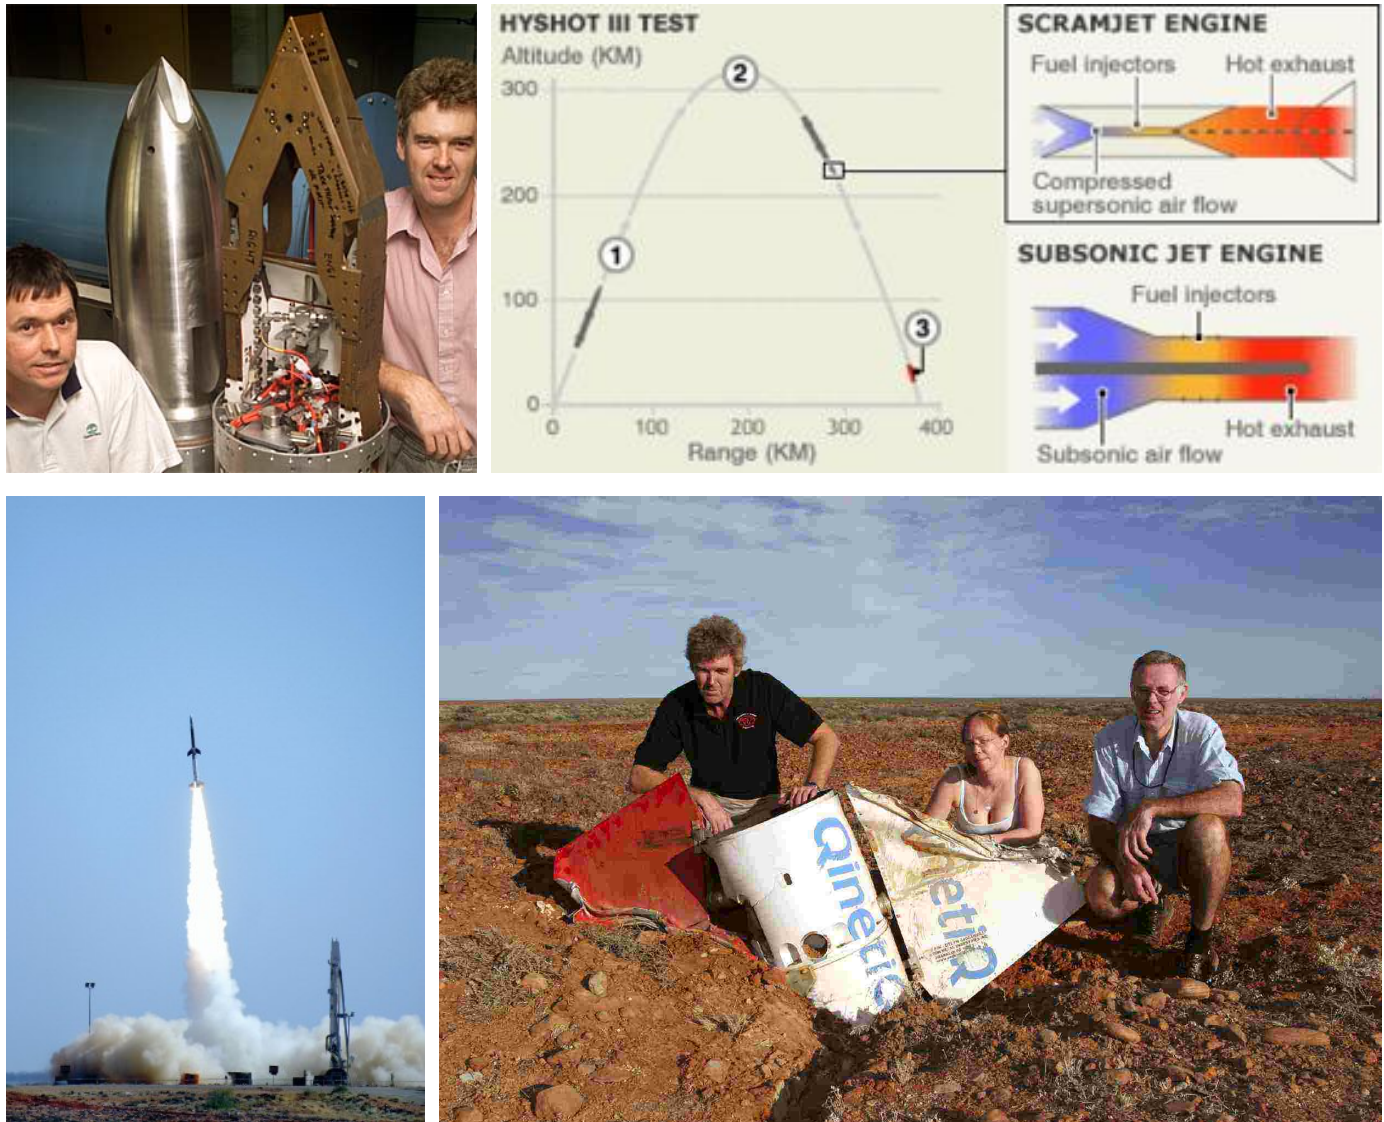 HYSHOT III TEST
Altitude (KM)
300
200
100
0
0
100
200
300
400
Range (KM)
1
2
3
SCRAMJET ENGINE
Fuel injectors
Hot exhaust
Compressed
supersonic air flow
SUBSONIC JET ENGINE
Fuel injectors
Hot exhaust
Subsonic air flow
RIGHT
QinetiQ
netiQ